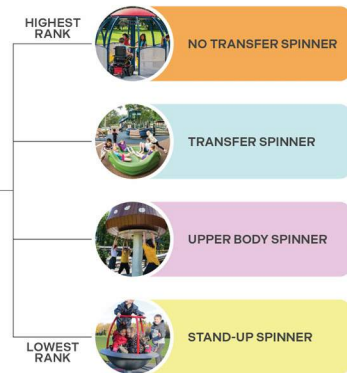 HIGHEST
RANK
NO TRANSFER SPINNER
TRANSFER SPINNER
UPPER BODY SPINNER
STAND-UP SPINNER
LOWEST
RANK